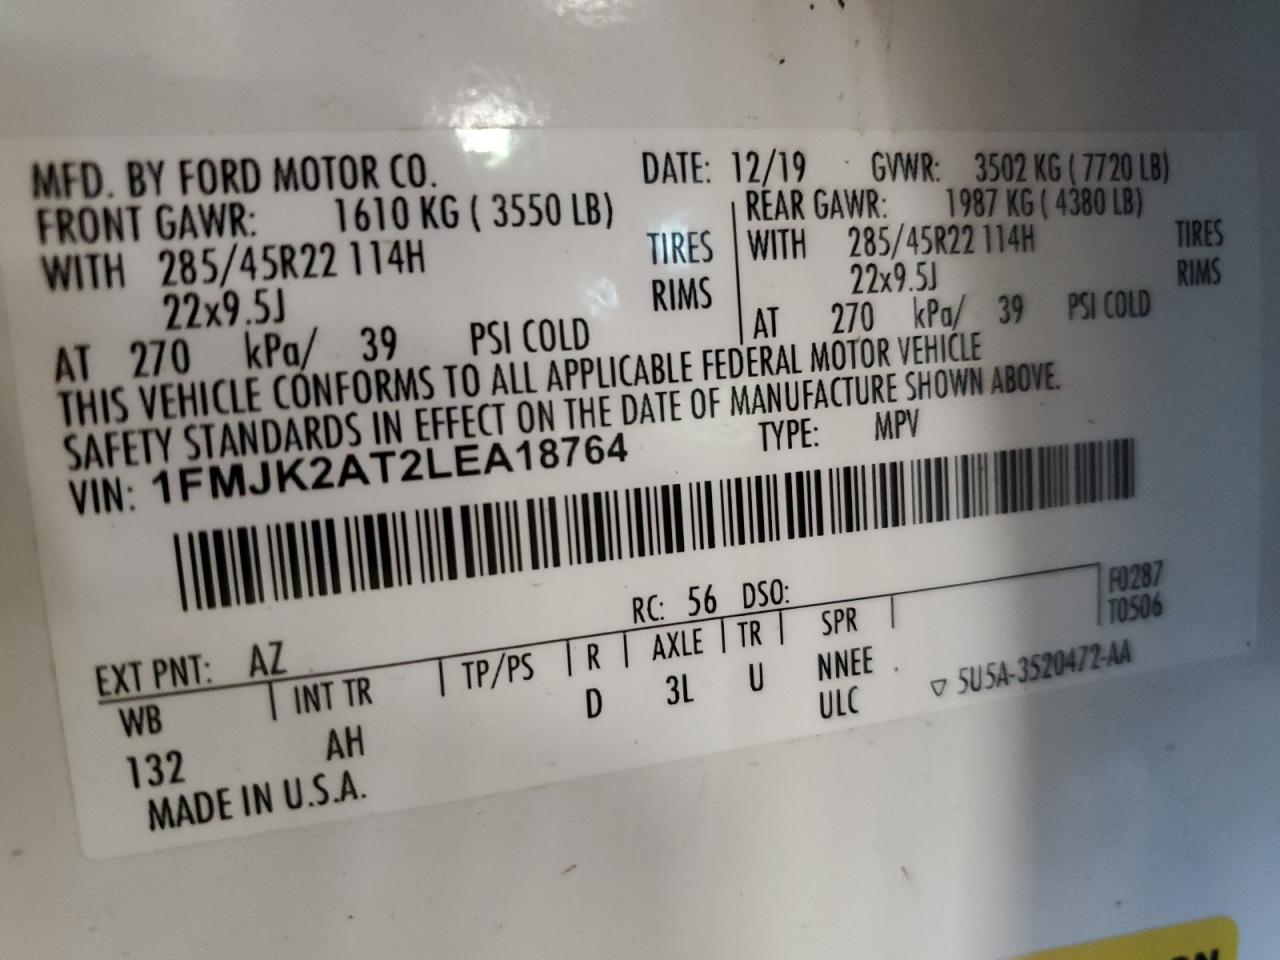 MFD. BY FORD MOTOR CO. DATE: 12/19 GVWR: 3502 KG ( 7720 LB)
FRONT GAWR: 1610 KG ( 3550 LB) REAR GAWR: 1987 KG ( 4380 LB)
WITH 285/45R22 114H TIRES WITH 285/45R22 114H TIRES
22x9.5J RIMS 22x9.5J RIMS
AT 270 kPa/ 39 PSI COLD AT 270 kPa/ 39 PSI COLD
THIS VEHICLE CONFORMS TO ALL APPLICABLE FEDERAL MOTOR VEHICLE
SAFETY STANDARDS IN EFFECT ON THE DATE OF MANUFACTURE SHOWN ABOVE.
VIN: 1FMJK2AT2LEA18764 TYPE: MPV
EXT PNT: AZ RC: 56 DSO: F0287
T0506
WB INT TR TP/PS R AXLE TR SPR
132 AH D 3L U NNEE
ULC
5U5A-3520472-AA
MADE IN U.S.A.